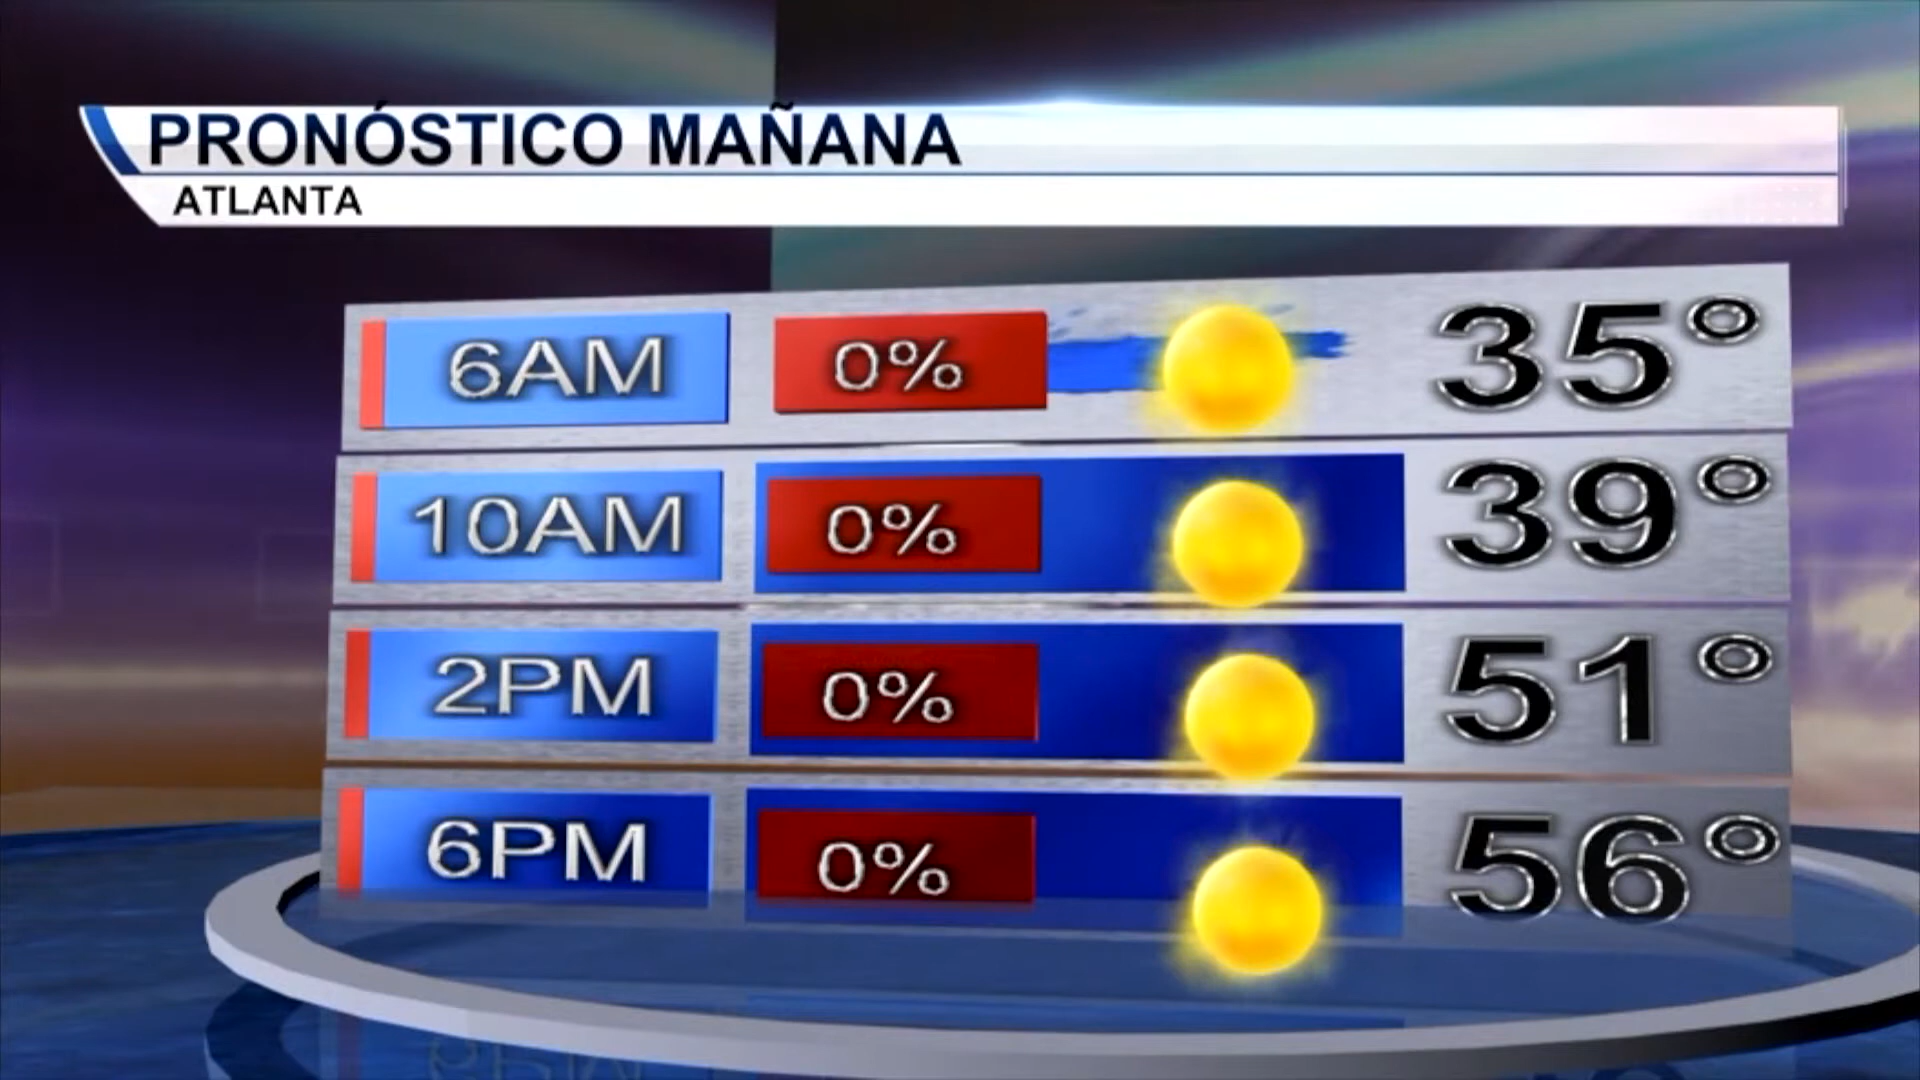 PRONÓSTICO MAÑANA
ATLANTA
6AM 0% 35°
10AM 0% 39°
2PM 0% 51°
6PM 0% 56°